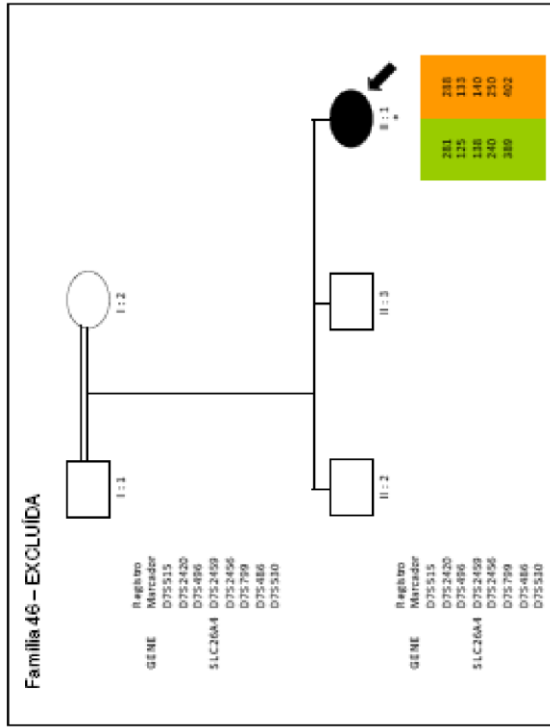 Família 46 – EXCLUÍDA
I : 1
I : 2
Registro
GENE Marcador
D7S515
D7S2420
D7S496
SLC26A4 D7S2459
D7S2456
D7S799
D7S486
D7S530
II : 2
II : 3
II : 1
*
Registro
GENE Marcador
D7S515
D7S2420 281 288
D7S496 125 133
SLC26A4 D7S2459 138 140
D7S2456 240 250
D7S799 389 402
D7S486
D7S530